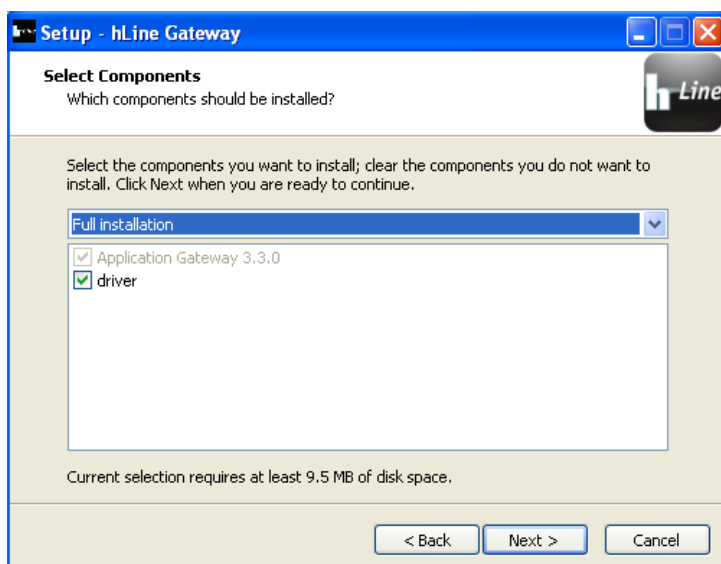 Setup - hLine Gateway
Select Components
Which components should be installed?
h Line
Select the components you want to install; clear the components you do not want to
install. Click Next when you are ready to continue.
Full installation
Application Gateway 3.3.0
driver
Current selection requires at least 9.5 MB of disk space.
< Back
Next >
Cancel